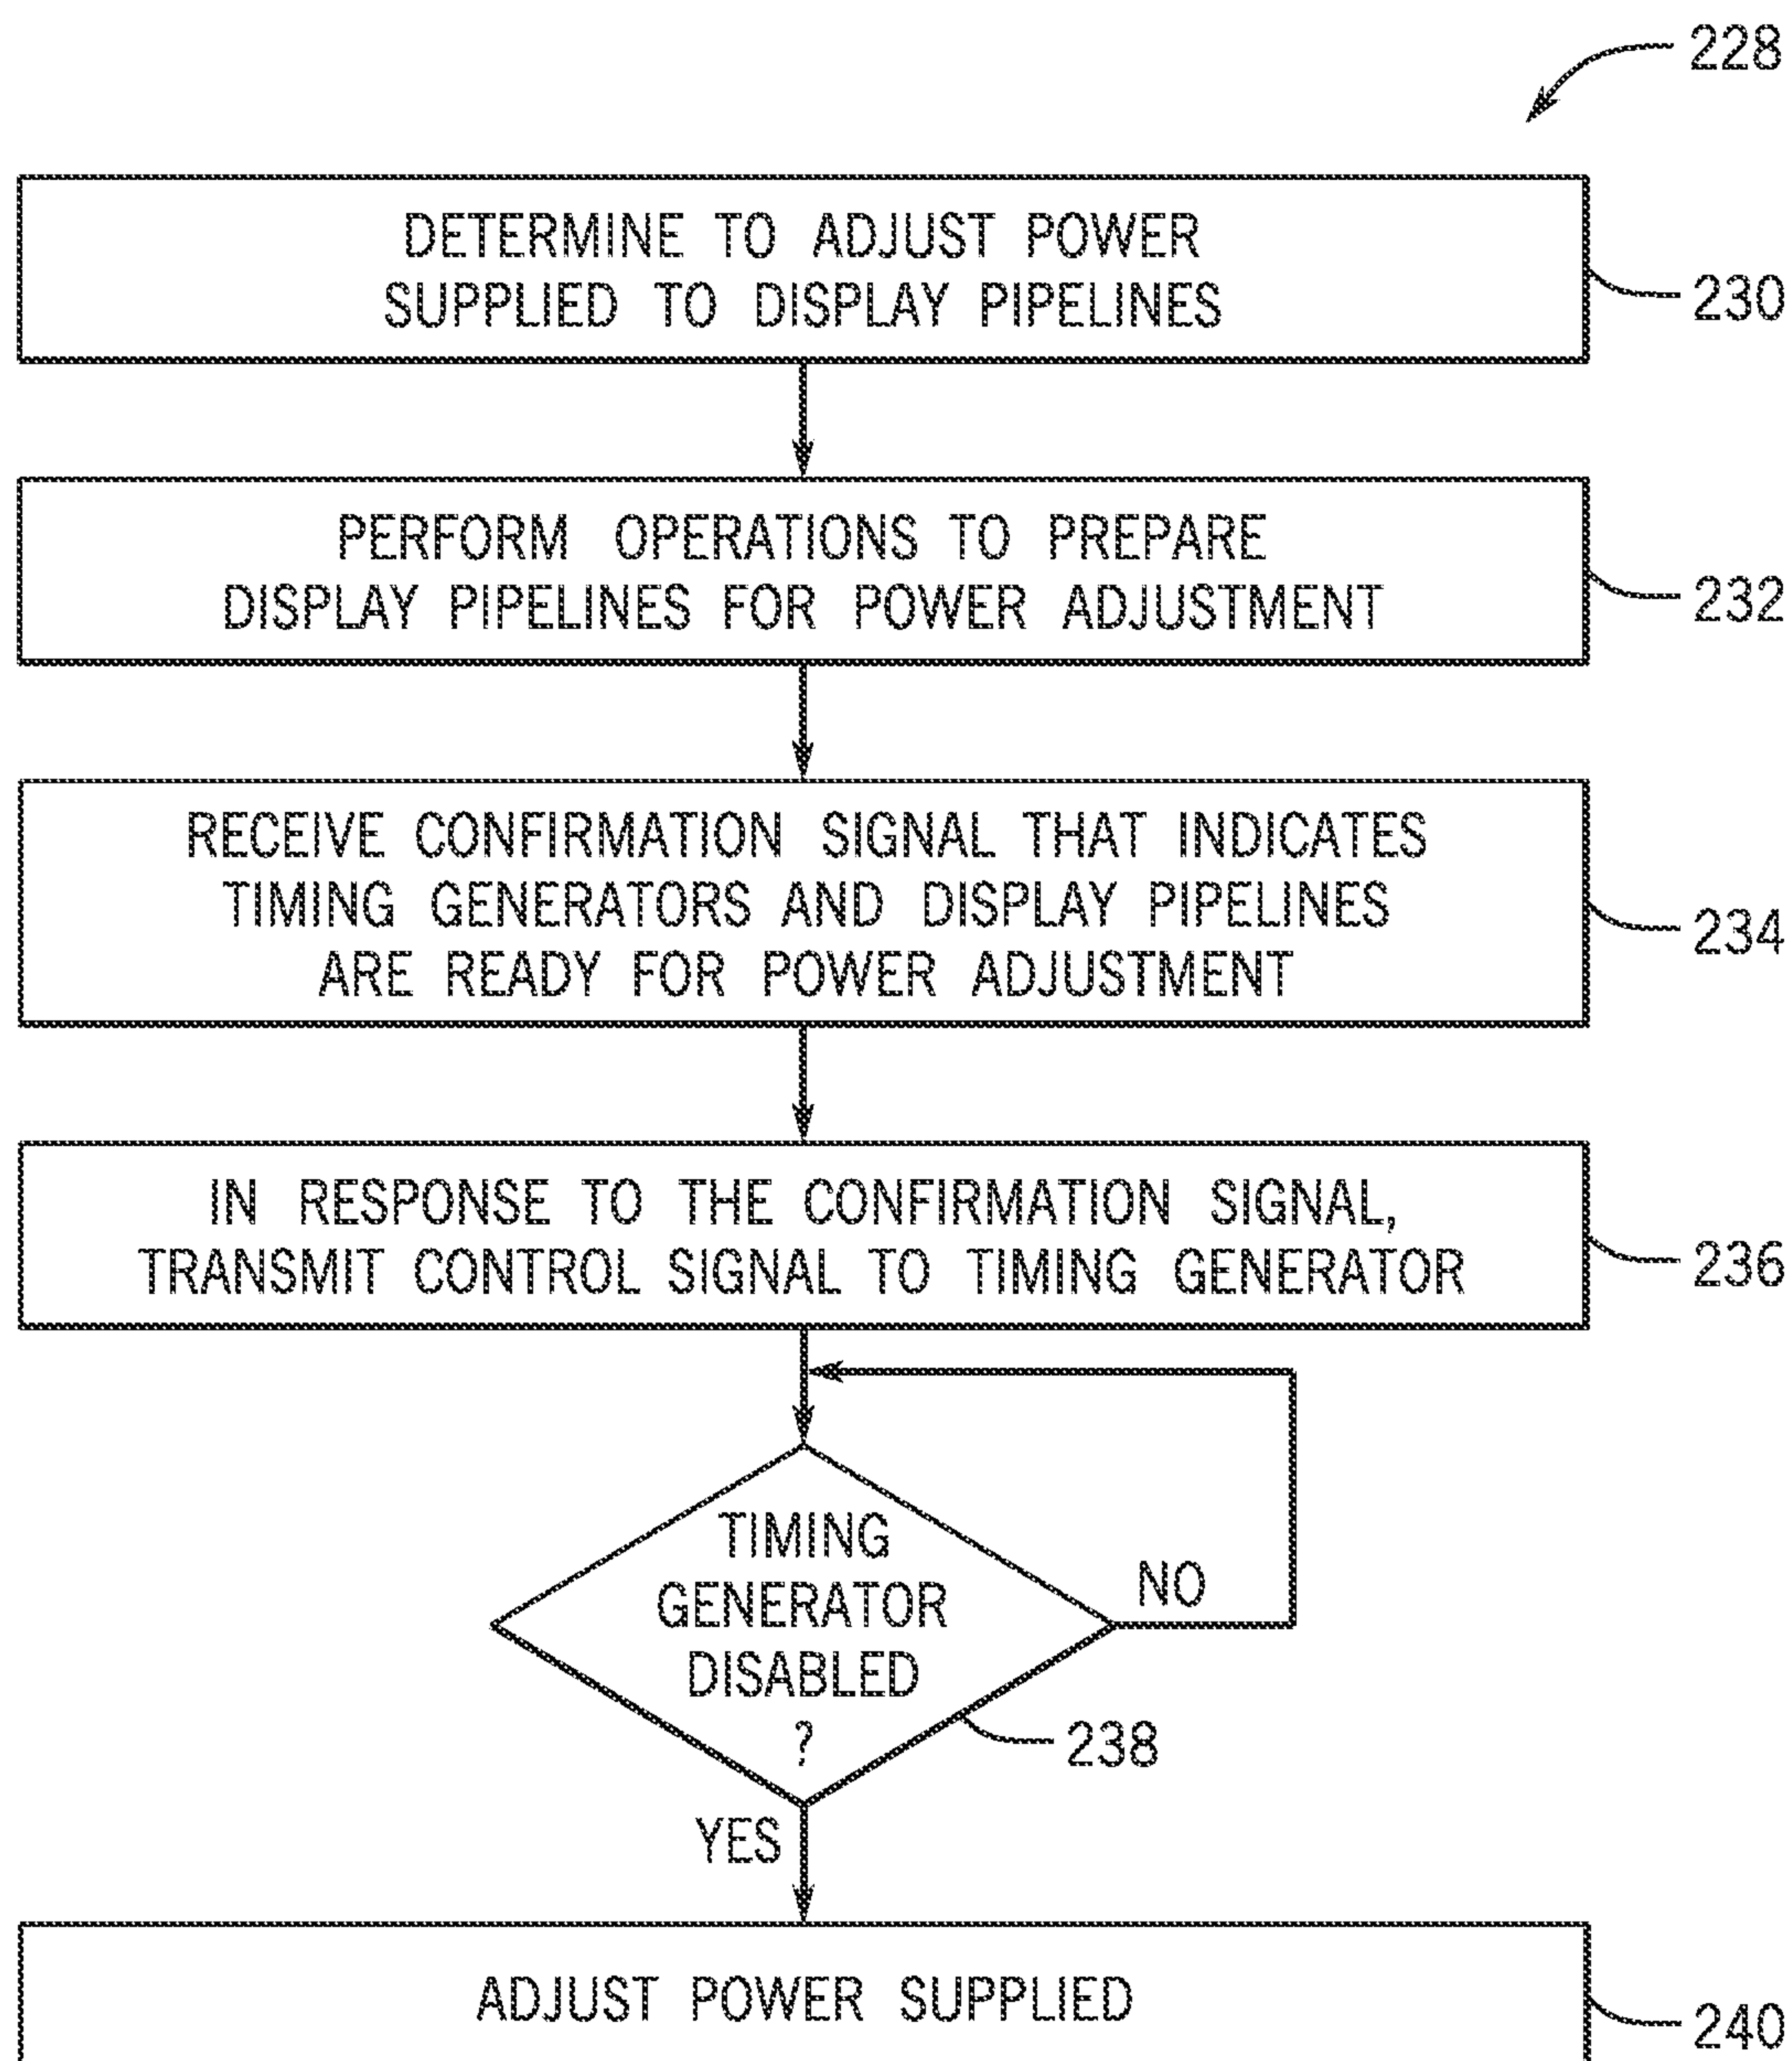 228
DETERMINE TO ADJUST POWER
SUPPLIED TO DISPLAY PIPELINES
230
PERFORM OPERATIONS TO PREPARE
DISPLAY PIPELINES FOR POWER ADJUSTMENT
232
RECEIVE CONFIRMATION SIGNAL THAT INDICATES
TIMING GENERATORS AND DISPLAY PIPELINES
ARE READY FOR POWER ADJUSTMENT
234
IN RESPONSE TO THE CONFIRMATION SIGNAL,
TRANSMIT CONTROL SIGNAL TO TIMING GENERATOR
236
TIMING
GENERATOR
DISABLED
?
NO
238
YES
ADJUST POWER SUPPLIED
240